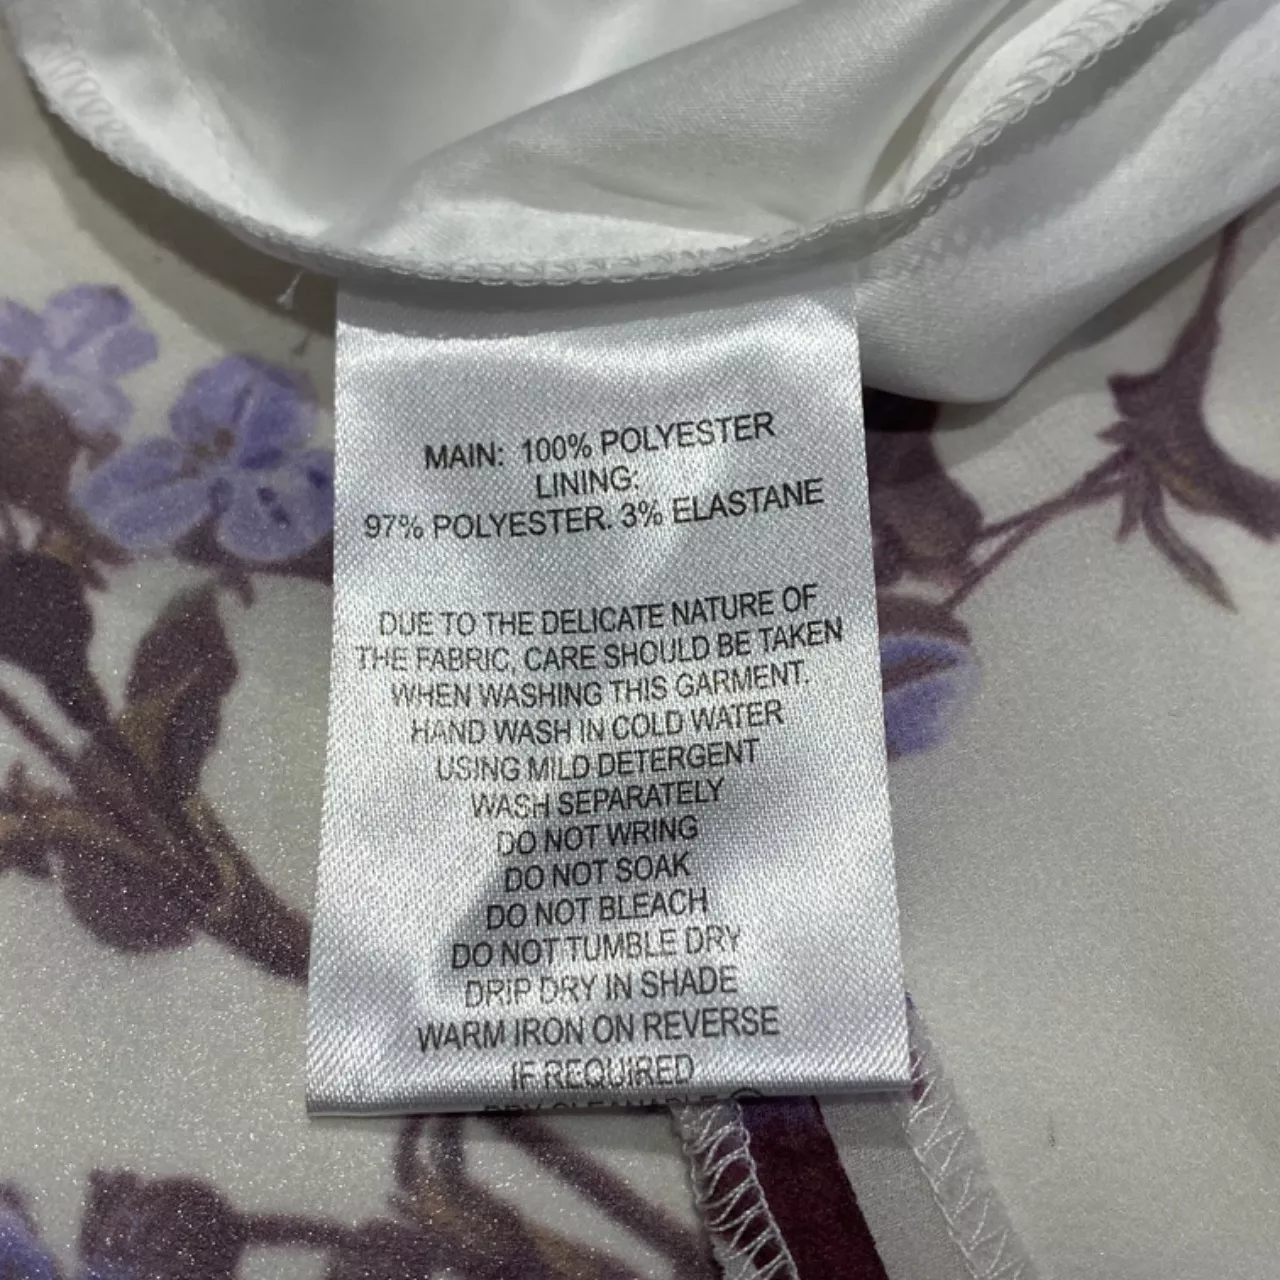 MAIN: 100% POLYESTER
LINING:
97% POLYESTER. 3% ELASTANE
DUE TO THE DELICATE NATURE OF
THE FABRIC, CARE SHOULD BE TAKEN
WHEN WASHING THIS GARMENT.
HAND WASH IN COLD WATER
USING MILD DETERGENT
WASH SEPARATELY
DO NOT WRING
DO NOT SOAK
DO NOT BLEACH
DO NOT TUMBLE DRY
DRIP DRY IN SHADE
WARM IRON ON REVERSE
IF REQUIRED
DRY CLEANABLE